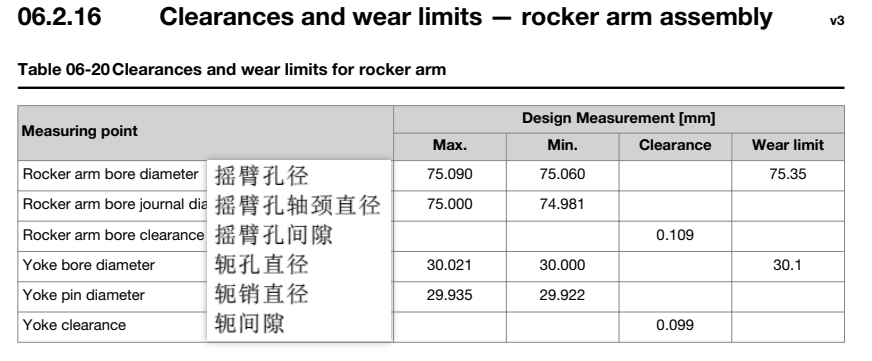 06.2.16 Clearances and wear limits — rocker arm assembly v3
Table 06-20 Clearances and wear limits for rocker arm
Measuring point Design Measurement [mm]
Max. Min. Clearance Wear limit
Rocker arm bore diameter 摇臂孔径 75.090 75.060 75.35
Rocker arm bore journal dia 摇臂孔轴颈直径 75.000 74.981
Rocker arm bore clearance 摇臂孔间隙 0.109
Yoke bore diameter 轭孔直径 30.021 30.000 30.1
Yoke pin diameter 轭销直径 29.935 29.922
Yoke clearance 轭间隙 0.099